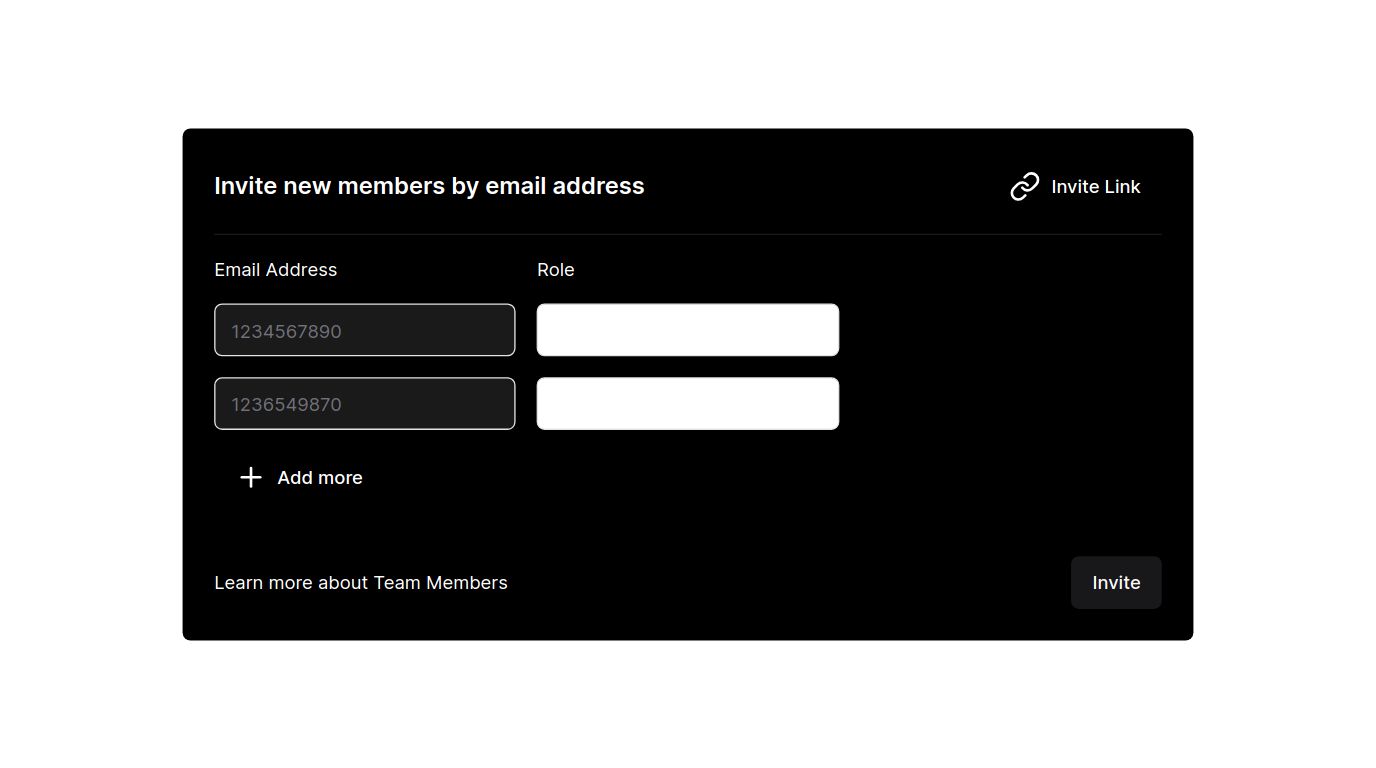 Invite new members by email address
Invite Link
Email Address
Role
1234567890
1236549870
Add more
Learn more about Team Members
Invite